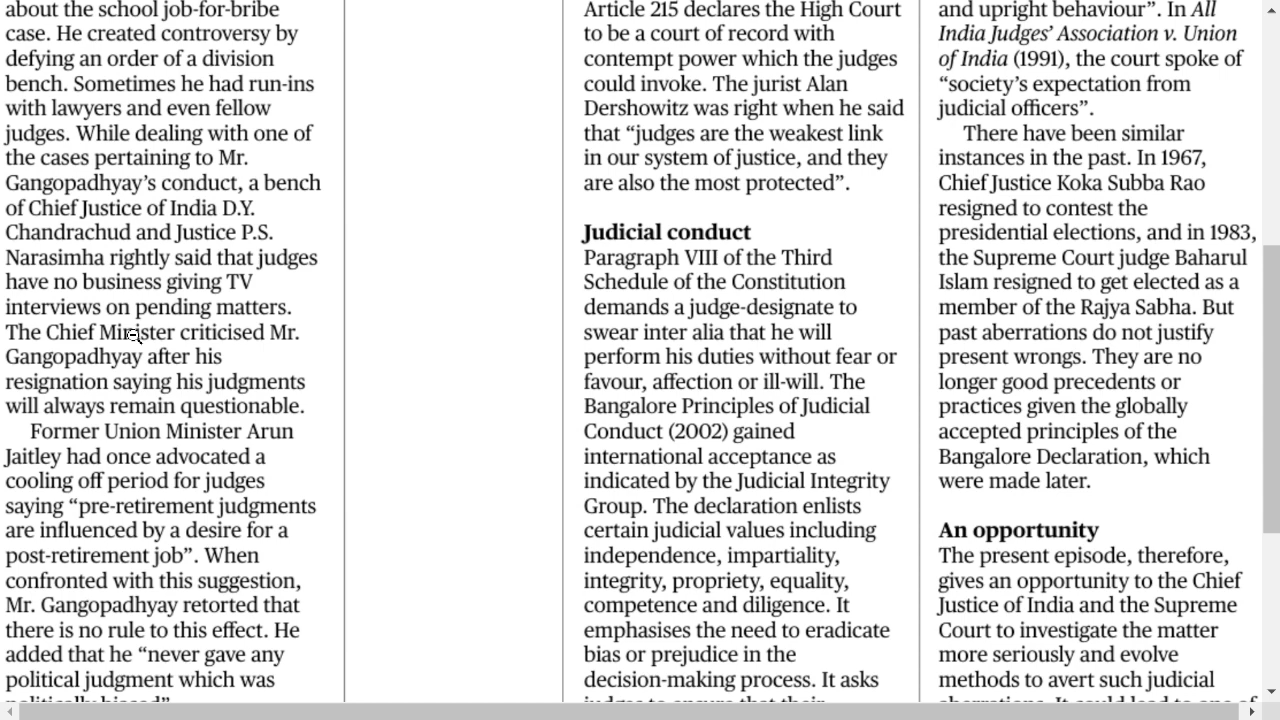 about the school job-for-bribe
case. He created controversy by
defying an order of a division
bench. Sometimes he had run-ins
with lawyers and even fellow
judges. While dealing with one of
the cases pertaining to Mr.
Gangopadhyay’s conduct, a bench
of Chief Justice of India D.Y.
Chandrachud and Justice P.S.
Narasimha rightly said that judges
have no business giving TV
interviews on pending matters.
The Chief Minister criticised Mr.
Gangopadhyay after his
resignation saying his judgments
will always remain questionable.
Former Union Minister Arun
Jaitley had once advocated a
cooling off period for judges
saying “pre-retirement judgments
are influenced by a desire for a
post-retirement job”. When
confronted with this suggestion,
Mr. Gangopadhyay retorted that
there is no rule to this effect. He
added that he “never gave any
political judgment which was
politically biased”
Article 215 declares the High Court
to be a court of record with
contempt power which the judges
could invoke. The jurist Alan
Dershowitz was right when he said
that “judges are the weakest link
in our system of justice, and they
are also the most protected”.
Judicial conduct
Paragraph VIII of the Third
Schedule of the Constitution
demands a judge-designate to
swear inter alia that he will
perform his duties without fear or
favour, affection or ill-will. The
Bangalore Principles of Judicial
Conduct (2002) gained
international acceptance as
indicated by the Judicial Integrity
Group. The declaration enlists
certain judicial values including
independence, impartiality,
integrity, propriety, equality,
competence and diligence. It
emphasises the need to eradicate
bias or prejudice in the
decision-making process. It asks
judges to ensure that their
and upright behaviour”. In All
India Judges’ Association v. Union
of India (1991), the court spoke of
“society’s expectation from
judicial officers”.
There have been similar
instances in the past. In 1967,
Chief Justice Koka Subba Rao
resigned to contest the
presidential elections, and in 1983,
the Supreme Court judge Baharul
Islam resigned to get elected as a
member of the Rajya Sabha. But
past aberrations do not justify
present wrongs. They are no
longer good precedents or
practices given the globally
accepted principles of the
Bangalore Declaration, which
were made later.
An opportunity
The present episode, therefore,
gives an opportunity to the Chief
Justice of India and the Supreme
Court to investigate the matter
more seriously and evolve
methods to avert such judicial
aberrations. It could lead to one of